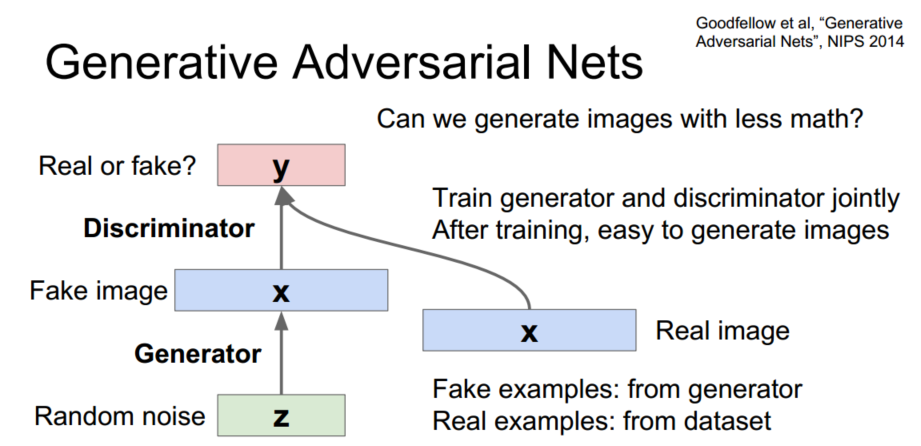 Goodfellow et al, “Generative
Adversarial Nets”, NIPS 2014
Generative Adversarial Nets
Can we generate images with less math?
Real or fake?
y
Train generator and discriminator jointly
After training, easy to generate images
Discriminator
Fake image
x
x
Real image
Generator
Fake examples: from generator
Real examples: from dataset
Random noise
z